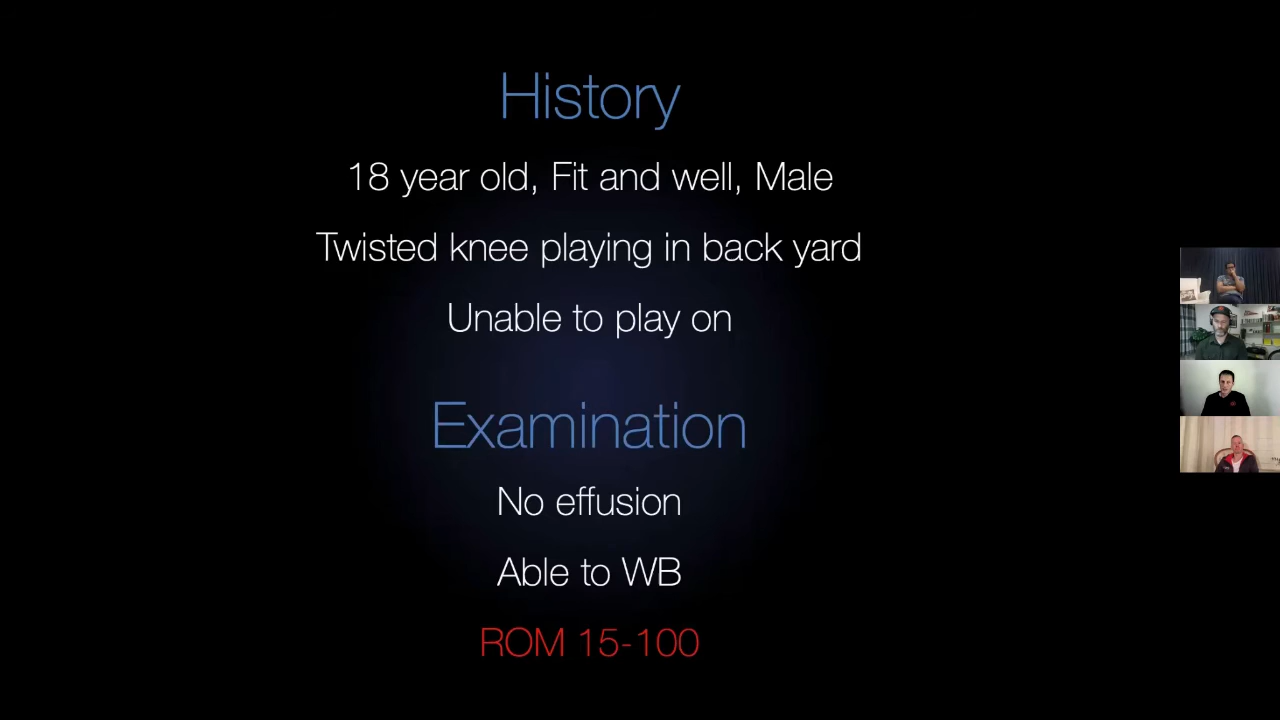 History
18 year old, Fit and well, Male
Twisted knee playing in back yard
Unable to play on
Examination
No effusion
Able to WB
ROM 15-100